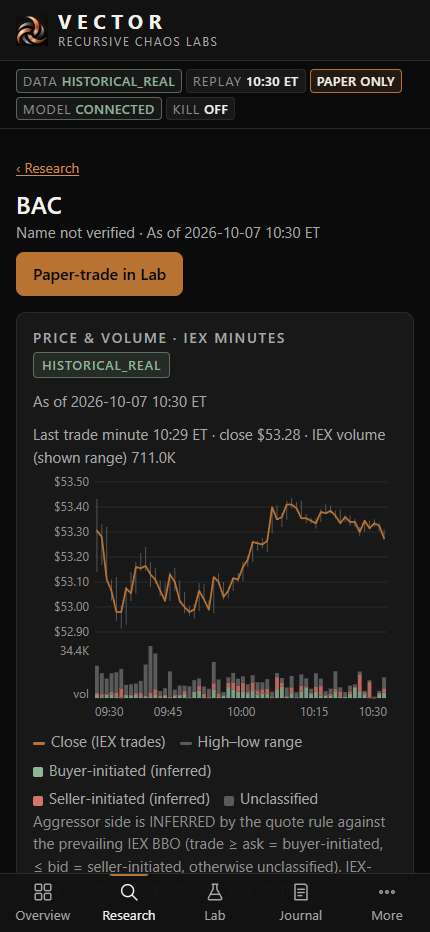 VECTOR
RECURSIVE CHAOS LABS
DATA HISTORICAL_REAL REPLAY 10:30 ET PAPER ONLY
MODEL CONNECTED KILL OFF
‹ Research
BAC
Name not verified · As of 2026-10-07 10:30 ET
Paper-trade in Lab
PRICE & VOLUME · IEX MINUTES
HISTORICAL_REAL
As of 2026-10-07 10:30 ET
Last trade minute 10:29 ET · close $53.28 · IEX volume
(shown range) 711.0K
$53.50
$53.40
$53.30
$53.20
$53.10
$53.00
$52.90
34.4K
vol
09:30 09:45 10:00 10:15 10:30
Close (IEX trades) High–low range
Buyer-initiated (inferred)
Seller-initiated (inferred) Unclassified
Aggressor side is INFERRED by the quote rule against
the prevailing IEX BBO (trade ≥ ask = buyer-initiated,
≤ bid = seller-initiated, otherwise unclassified). IEX-
Overview Research Lab Journal More